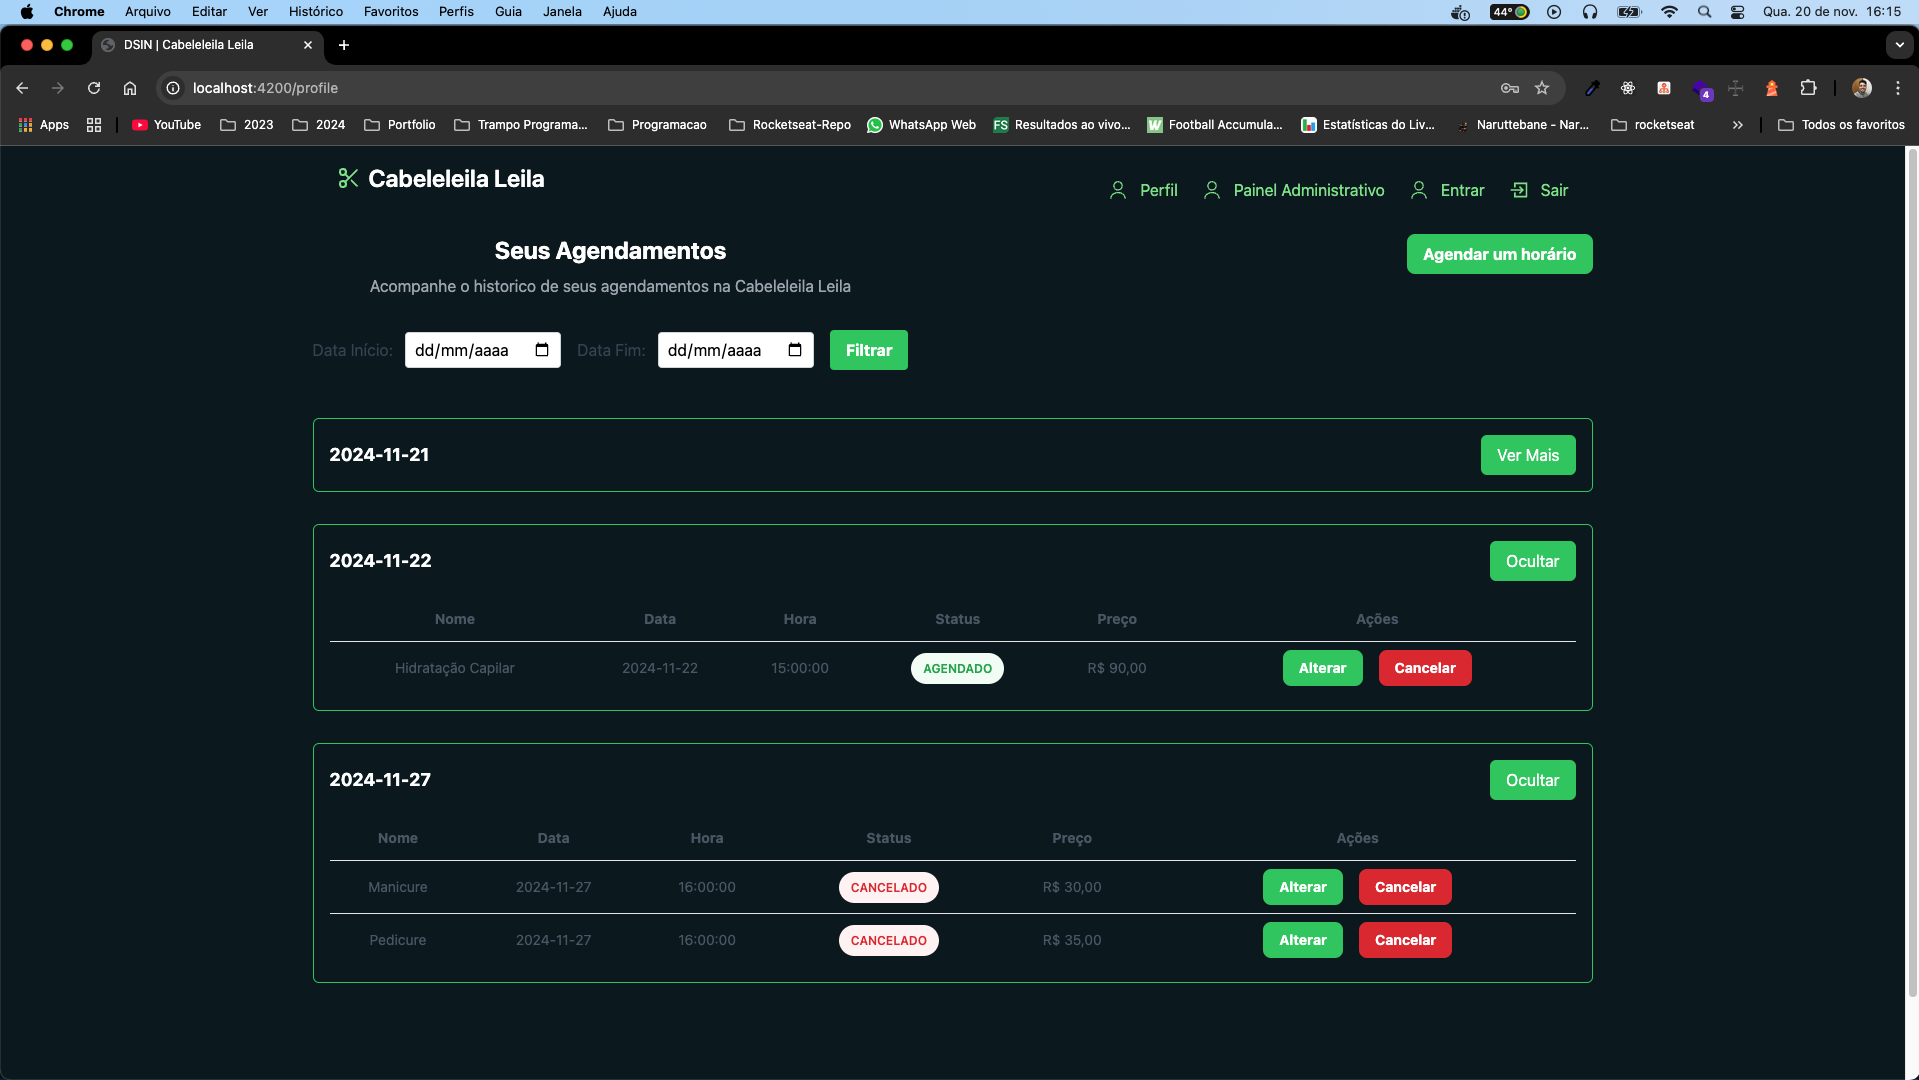 Chrome Arquivo Editar Ver Histórico Favoritos Perfis Guia Janela Ajuda 44° Qua. 20 de nov. 16:15
DSIN | Cabeleleila Leila
localhost:4200/profile 4
Apps YouTube 2023 2024 Portfolio Trampo Programa... Programacao Rocketseat-Repo WhatsApp Web FS Resultados ao vivo... W Football Accumula... Estatísticas do Liv... Naruttebane - Nar... rocketseat Todos os favoritos
Cabeleleila Leila
Perfil Painel Administrativo Entrar Sair
Seus Agendamentos
Agendar um horário
Acompanhe o historico de seus agendamentos na Cabeleleila Leila
Data Início: dd/mm/aaaa Data Fim: dd/mm/aaaa Filtrar
2024-11-21 Ver Mais
2024-11-22 Ocultar
Nome Data Hora Status Preço Ações
Hidratação Capilar 2024-11-22 15:00:00 AGENDADO R$ 90,00 Alterar Cancelar
2024-11-27 Ocultar
Nome Data Hora Status Preço Ações
Manicure 2024-11-27 16:00:00 CANCELADO R$ 30,00 Alterar Cancelar
Pedicure 2024-11-27 16:00:00 CANCELADO R$ 35,00 Alterar Cancelar